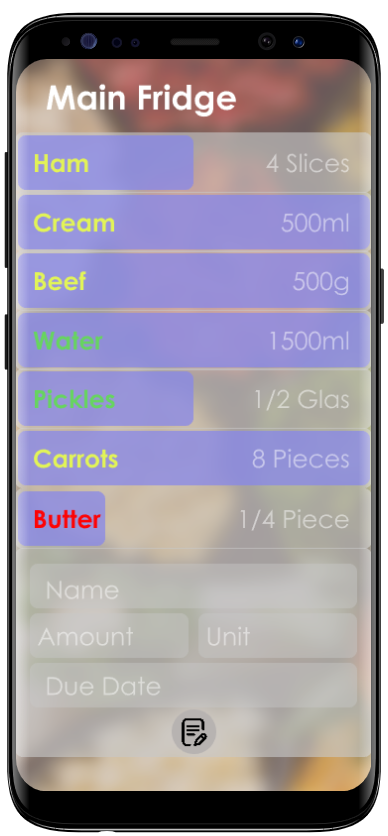 Main Fridge
Ham 4 Slices
Cream 500ml
Beef 500g
Water 1500ml
Pickles 1/2 Glas
Carrots 8 Pieces
Butter 1/4 Piece
Name
Amount Unit
Due Date